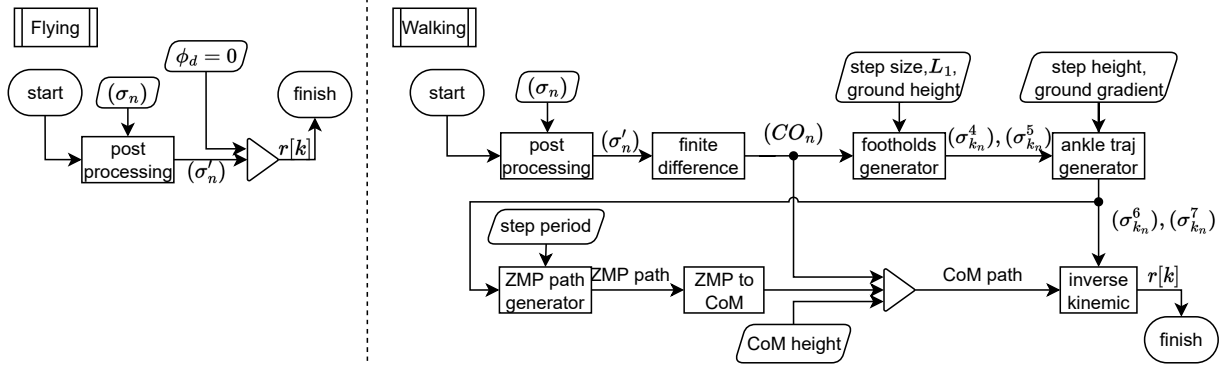 Flying
ϕ_d = 0
start
(σ_n)
finish
post
processing
(σ′_n)
r[k]
Walking
start
(σ_n)
post
processing
(σ′_n)
finite
difference
(CO_n)
step size, L_1,
ground height
footholds
generator
(σ^4_{k_n}), (σ^5_{k_n})
step height,
ground gradient
ankle traj
generator
(σ^6_{k_n}), (σ^7_{k_n})
step period
ZMP path
generator
ZMP path
ZMP to
CoM
CoM height
CoM path
inverse
kinemic
r[k]
finish